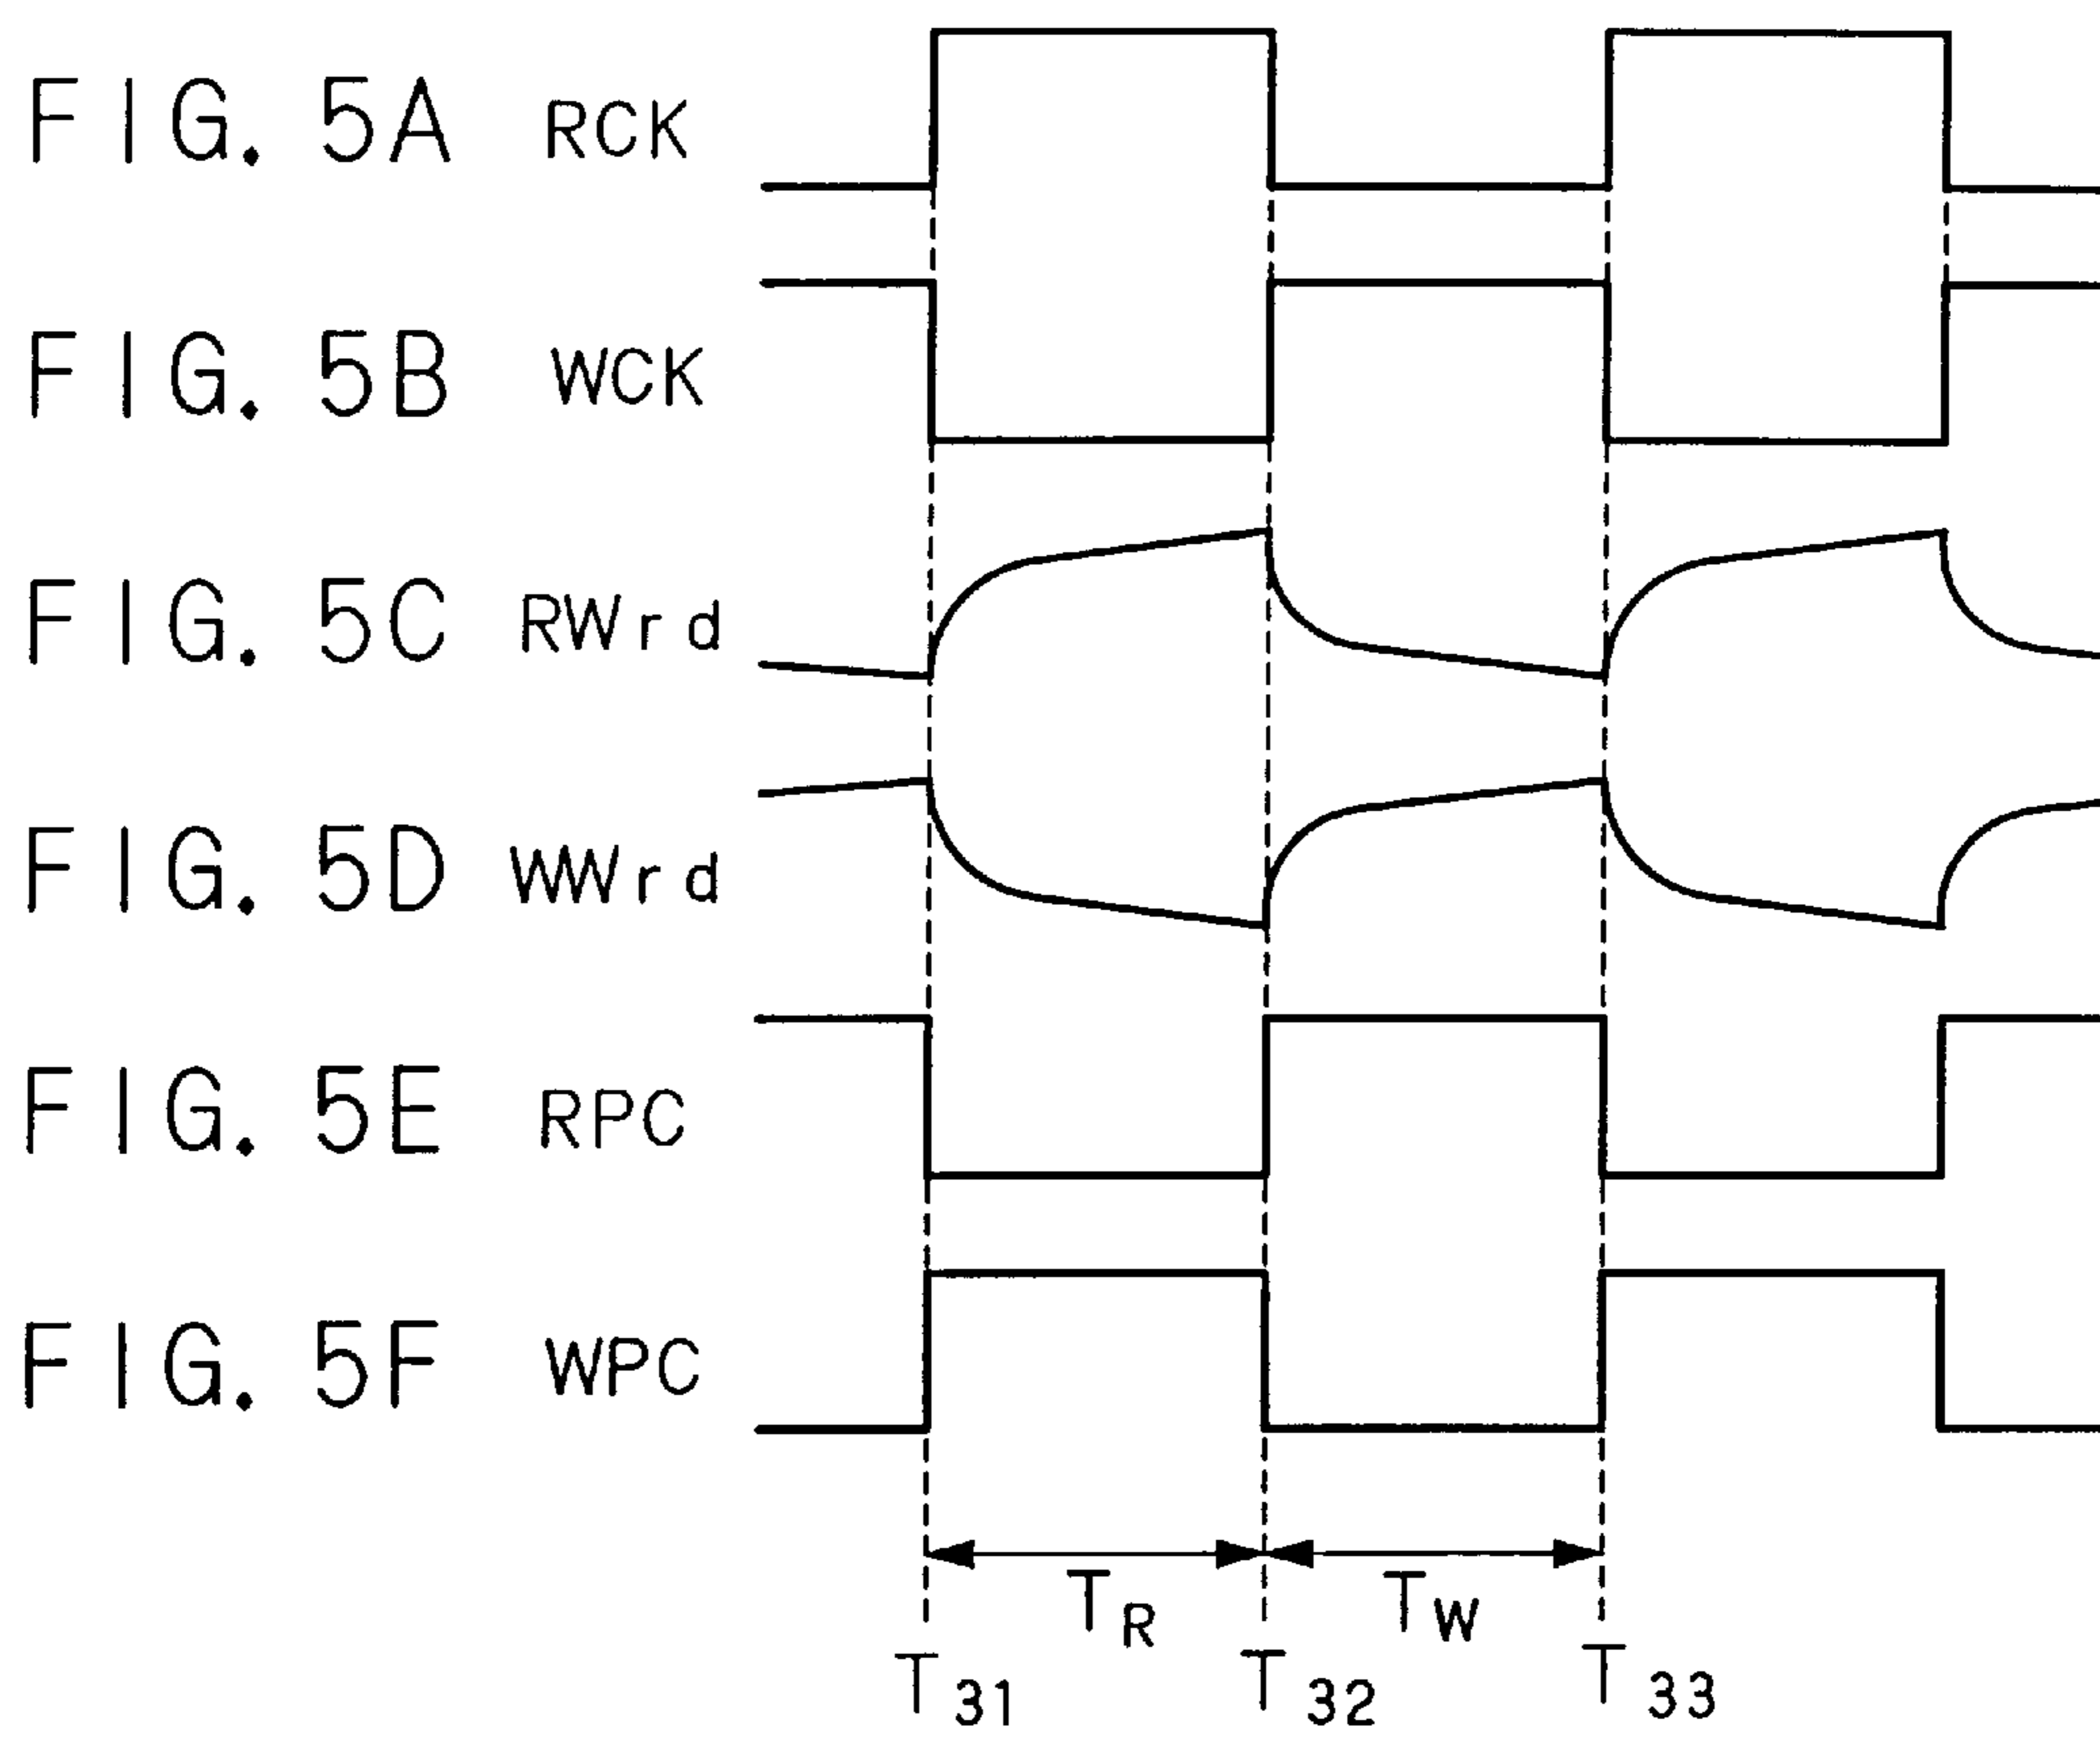 FIG. 5A RCK
FIG. 5B WCK
FIG. 5C RWrd
FIG. 5D WWrd
FIG. 5E RPC
FIG. 5F WPC
TR TW
T31 T32 T33